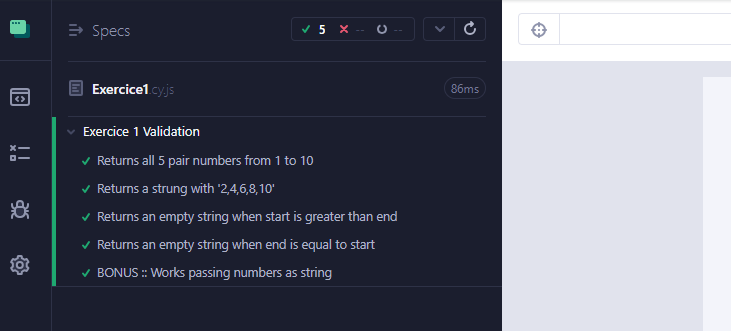 Specs
5
--
--
Exercice1.cy.js
86ms
Exercice 1 Validation
Returns all 5 pair numbers from 1 to 10
Returns a strung with '2,4,6,8,10'
Returns an empty string when start is greater than end
Returns an empty string when end is equal to start
BONUS :: Works passing numbers as string